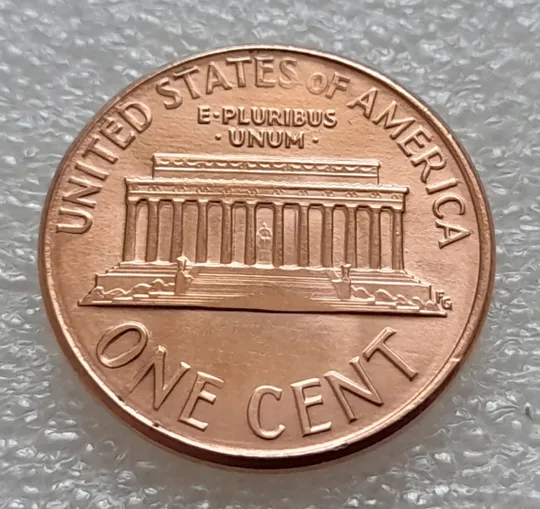 UNITED STATES OF AMERICA
E·PLURIBUS
·UNUM·
FG
ONE CENT